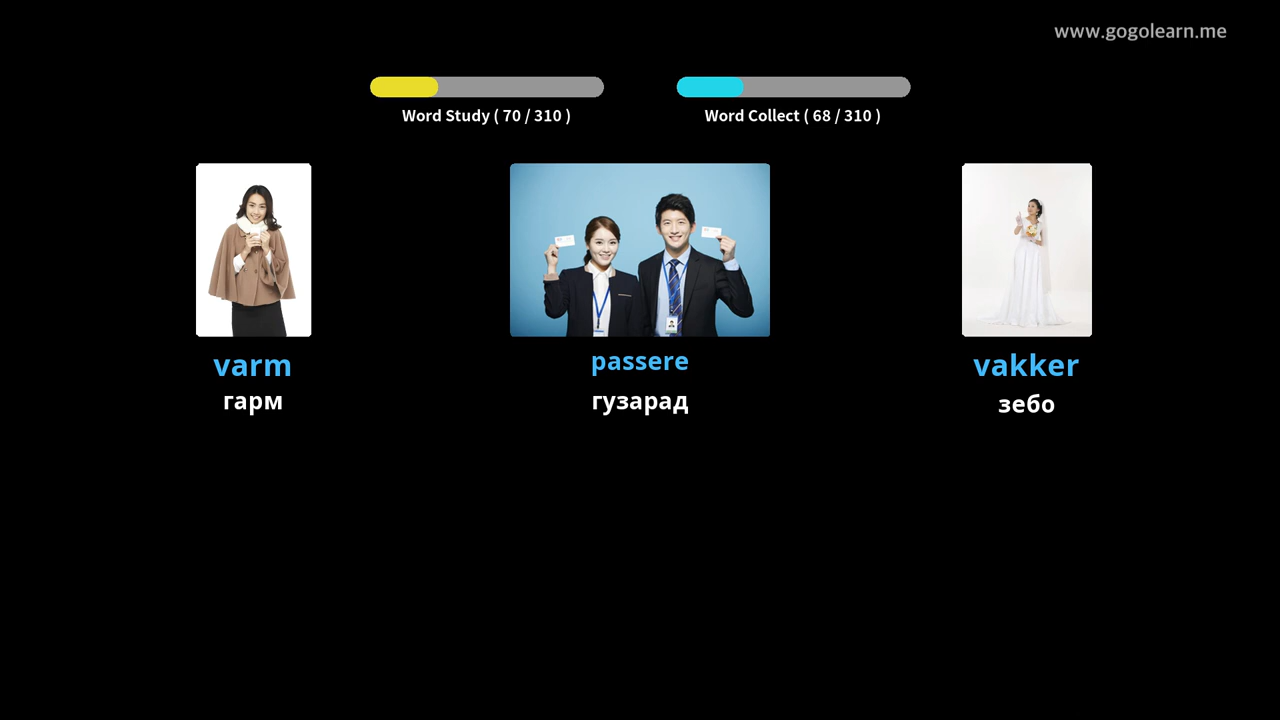 www.gogolearn.me
Word Study ( 70 / 310 )
Word Collect ( 68 / 310 )
varm
гарм
passere
гузарад
vakker
зебо